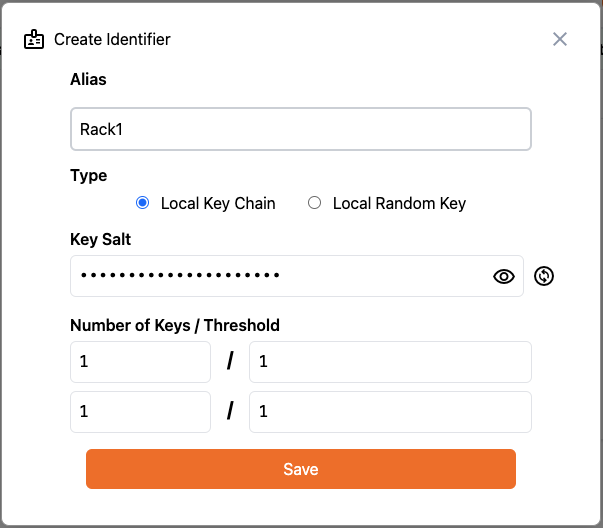 Create Identifier
Alias
Rack1
Type
Local Key Chain Local Random Key
Key Salt
•••••••••••••••••••••
Number of Keys / Threshold
1 / 1
1 / 1
Save